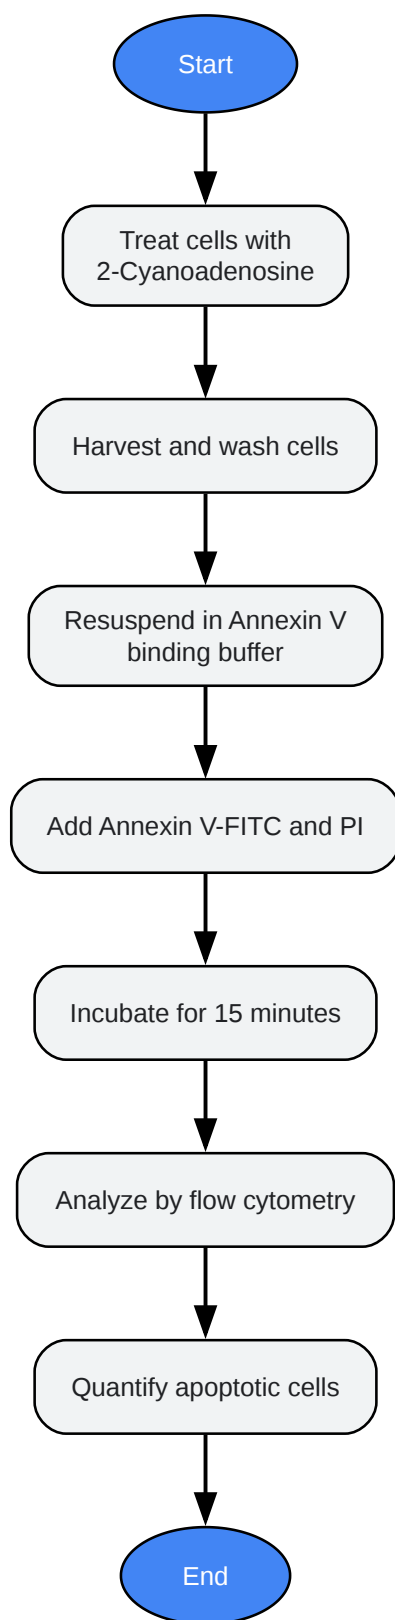 Start
Treat cells with
2-Cyanoadenosine
Harvest and wash cells
Resuspend in Annexin V
binding buffer
Add Annexin V-FITC and PI
Incubate for 15 minutes
Analyze by flow cytometry
Quantify apoptotic cells
End